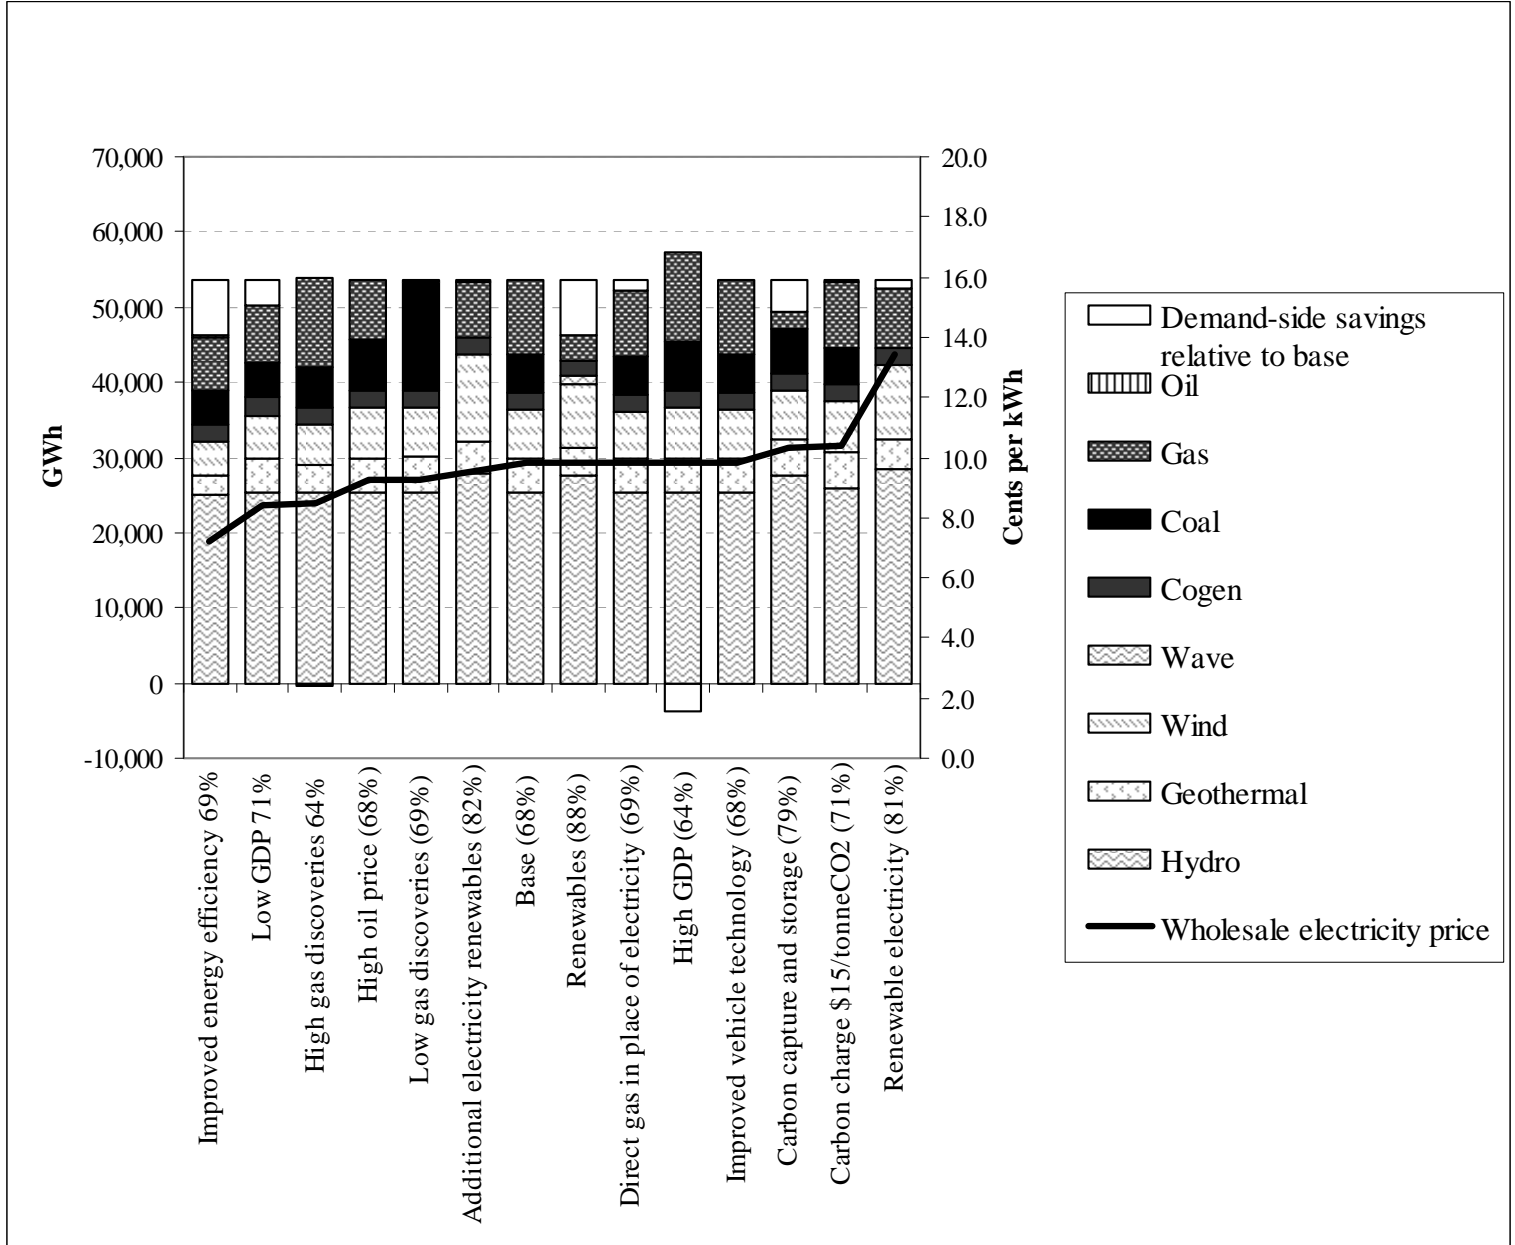 70,000
60,000
50,000
40,000
30,000
20,000
10,000
0
-10,000
GWh
20.0
18.0
16.0
14.0
12.0
10.0
8.0
6.0
4.0
2.0
0.0
Cents per kWh
Improved energy efficiency 69%
Low GDP 71%
High gas discoveries 64%
High oil price (68%)
Low gas discoveries (69%)
Additional electricity renewables (82%)
Base (68%)
Renewables (88%)
Direct gas in place of electricity (69%)
High GDP (64%)
Improved vehicle technology (68%)
Carbon capture and storage (79%)
Carbon charge $15/tonneCO2 (71%)
Renewable electricity (81%)
Demand-side savings
relative to base
Oil
Gas
Coal
Cogen
Wave
Wind
Geothermal
Hydro
Wholesale electricity price